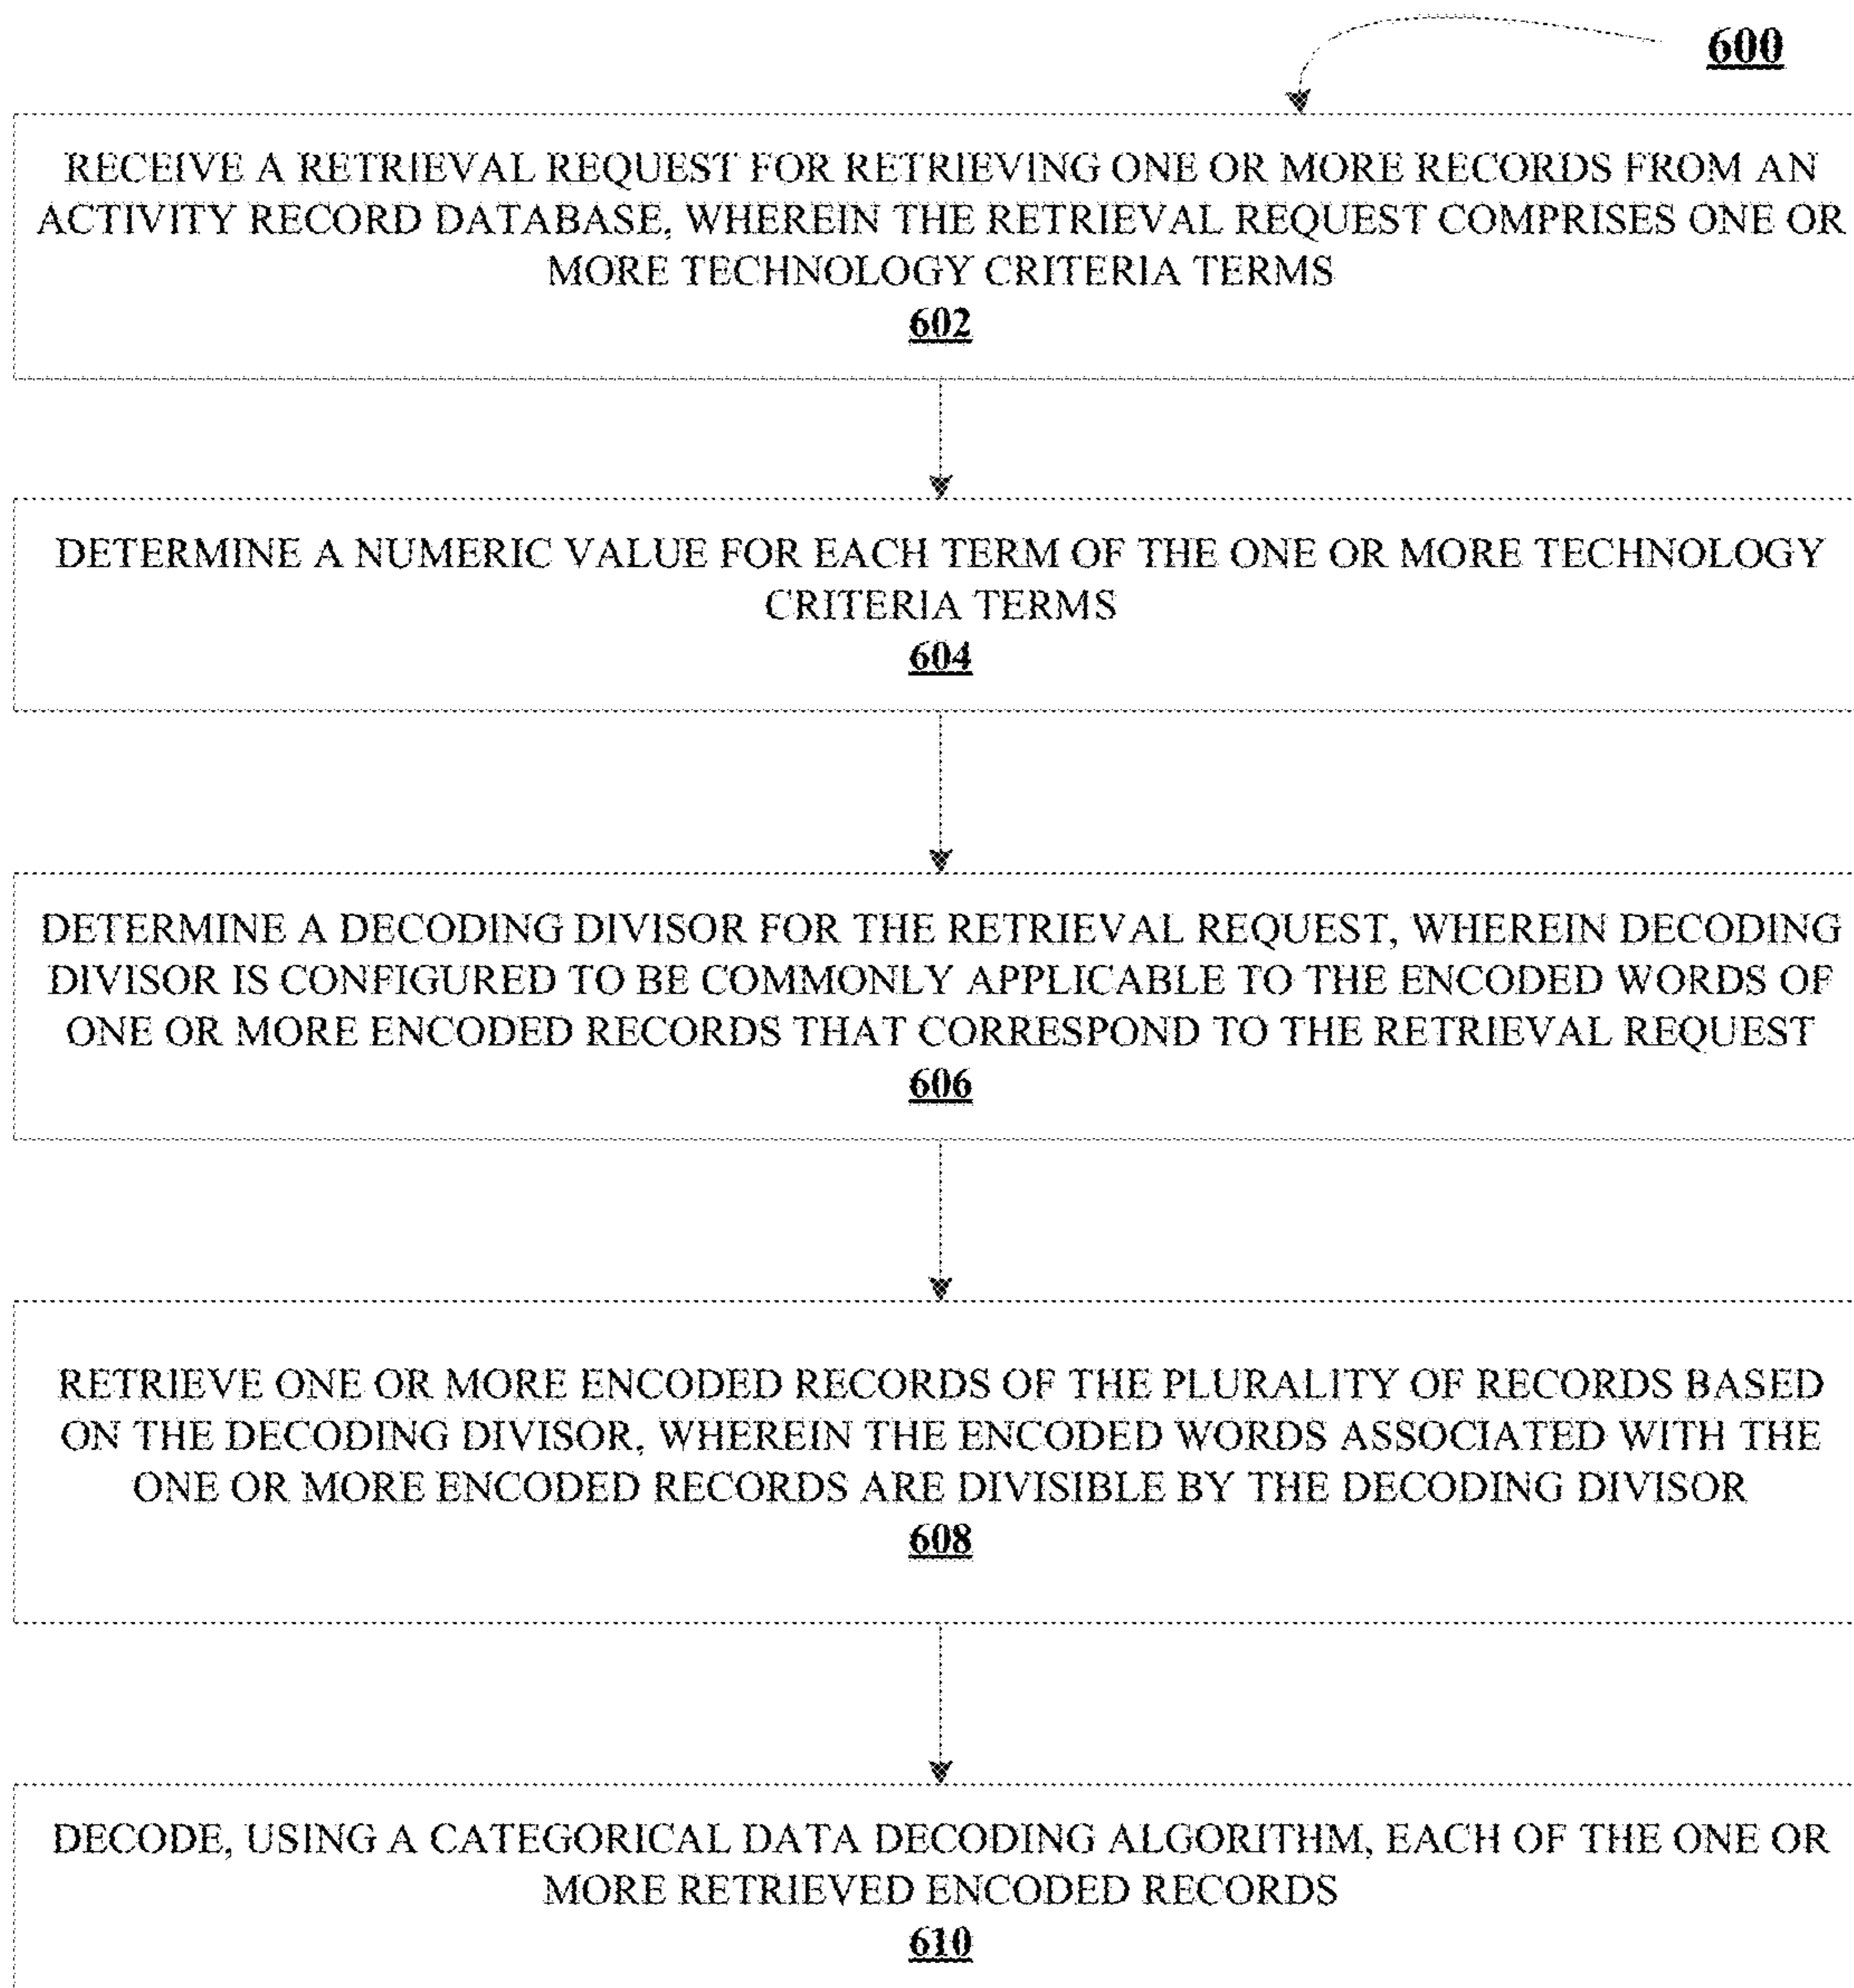 600
RECEIVE A RETRIEVAL REQUEST FOR RETRIEVING ONE OR MORE RECORDS FROM AN
ACTIVITY RECORD DATABASE, WHEREIN THE RETRIEVAL REQUEST COMPRISES ONE OR
MORE TECHNOLOGY CRITERIA TERMS
602
DETERMINE A NUMERIC VALUE FOR EACH TERM OF THE ONE OR MORE TECHNOLOGY
CRITERIA TERMS
604
DETERMINE A DECODING DIVISOR FOR THE RETRIEVAL REQUEST, WHEREIN DECODING
DIVISOR IS CONFIGURED TO BE COMMONLY APPLICABLE TO THE ENCODED WORDS OF
ONE OR MORE ENCODED RECORDS THAT CORRESPOND TO THE RETRIEVAL REQUEST
606
RETRIEVE ONE OR MORE ENCODED RECORDS OF THE PLURALITY OF RECORDS BASED
ON THE DECODING DIVISOR, WHEREIN THE ENCODED WORDS ASSOCIATED WITH THE
ONE OR MORE ENCODED RECORDS ARE DIVISIBLE BY THE DECODING DIVISOR
608
DECODE, USING A CATEGORICAL DATA DECODING ALGORITHM, EACH OF THE ONE OR
MORE RETRIEVED ENCODED RECORDS
610